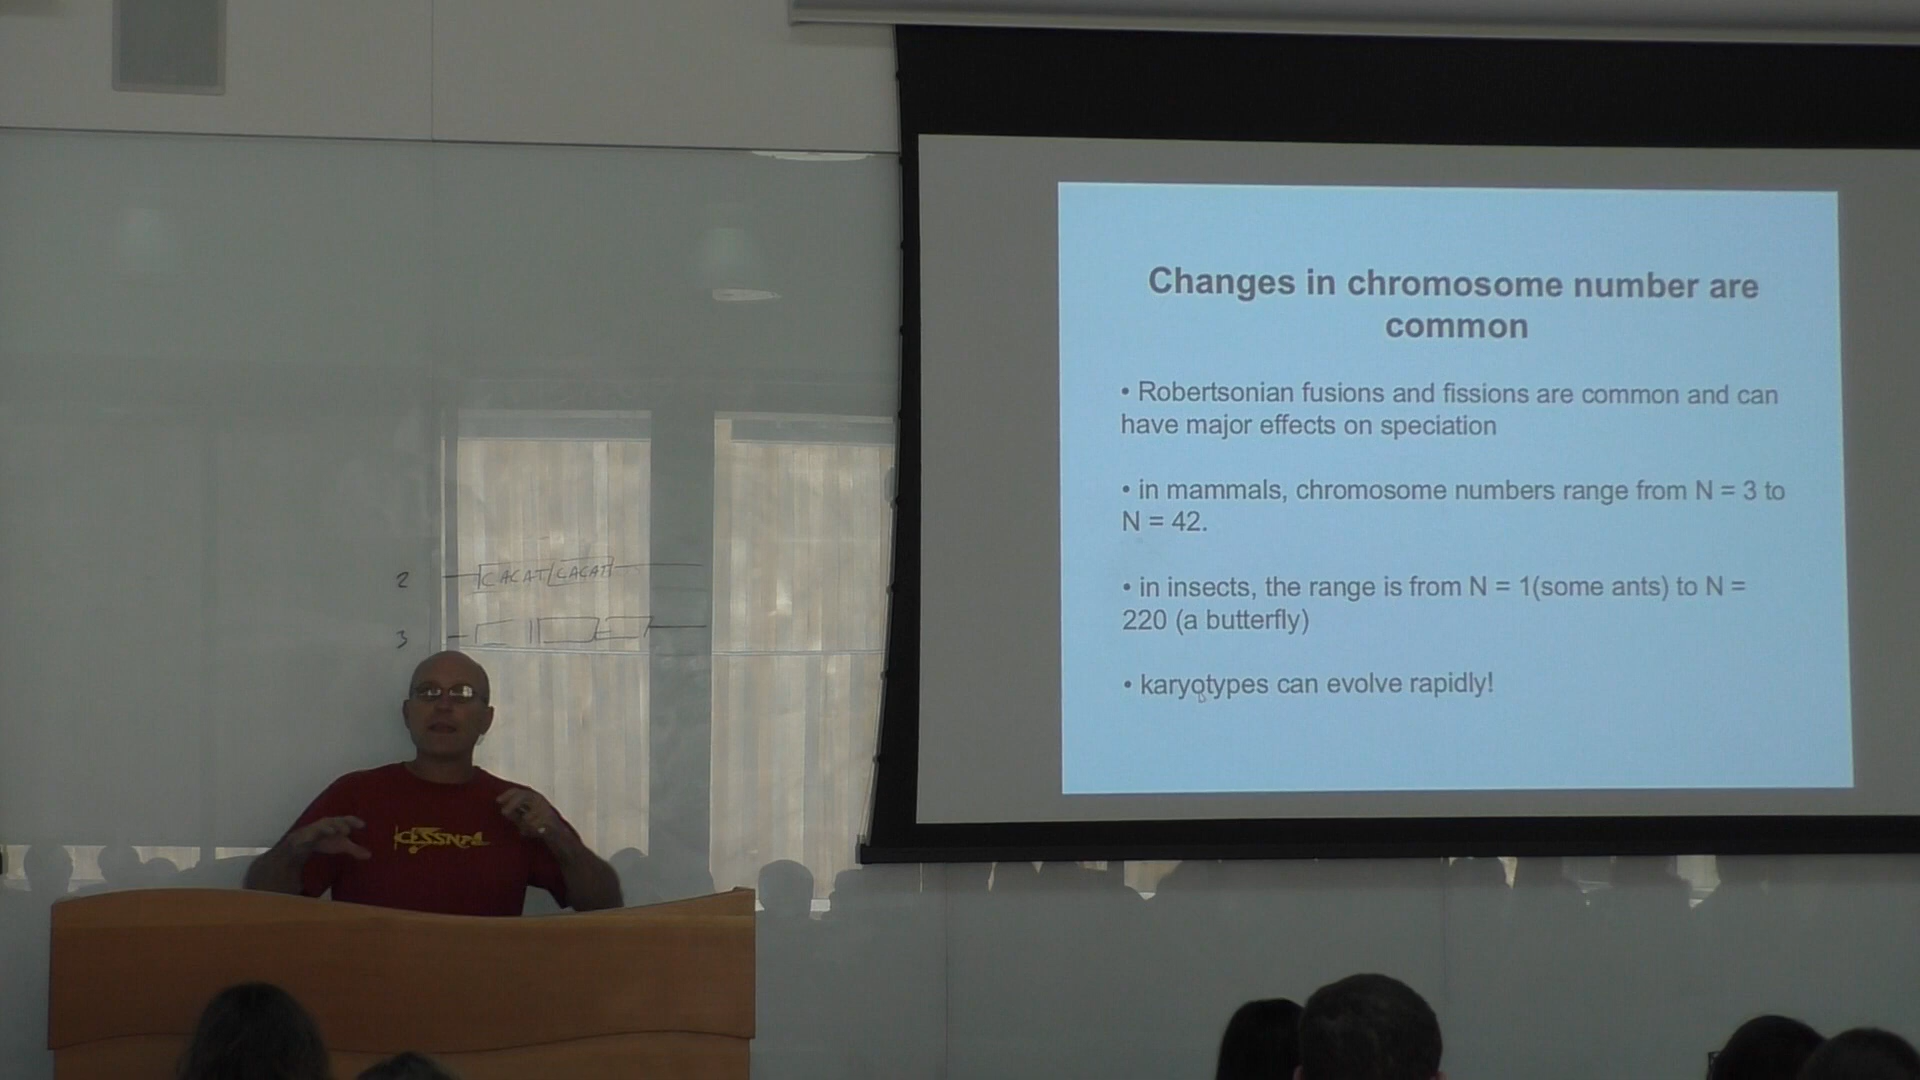 Changes in chromosome number are
common
• Robertsonian fusions and fissions are common and can
have major effects on speciation
• in mammals, chromosome numbers range from N = 3 to
N = 42.
• in insects, the range is from N = 1(some ants) to N =
220 (a butterfly)
• karyotypes can evolve rapidly!
2 CACAT CACAT
3
CESSNA